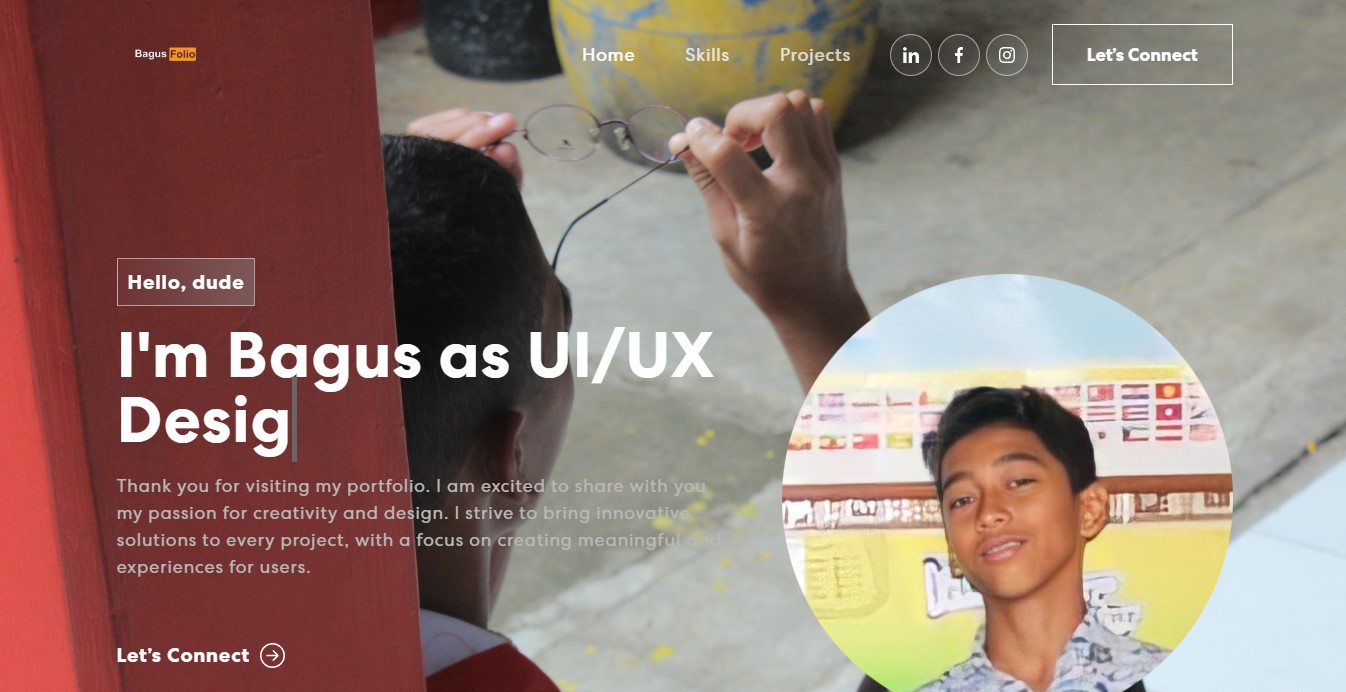 Bagus Folio
Home
Skills
Projects
Let's Connect
Hello, dude
I'm Bagus as UI/UX
Desig
Thank you for visiting my portfolio. I am excited to share with you
my passion for creativity and design. I strive to bring innovative
solutions to every project, with a focus on creating meaningful and
experiences for users.
Let's Connect